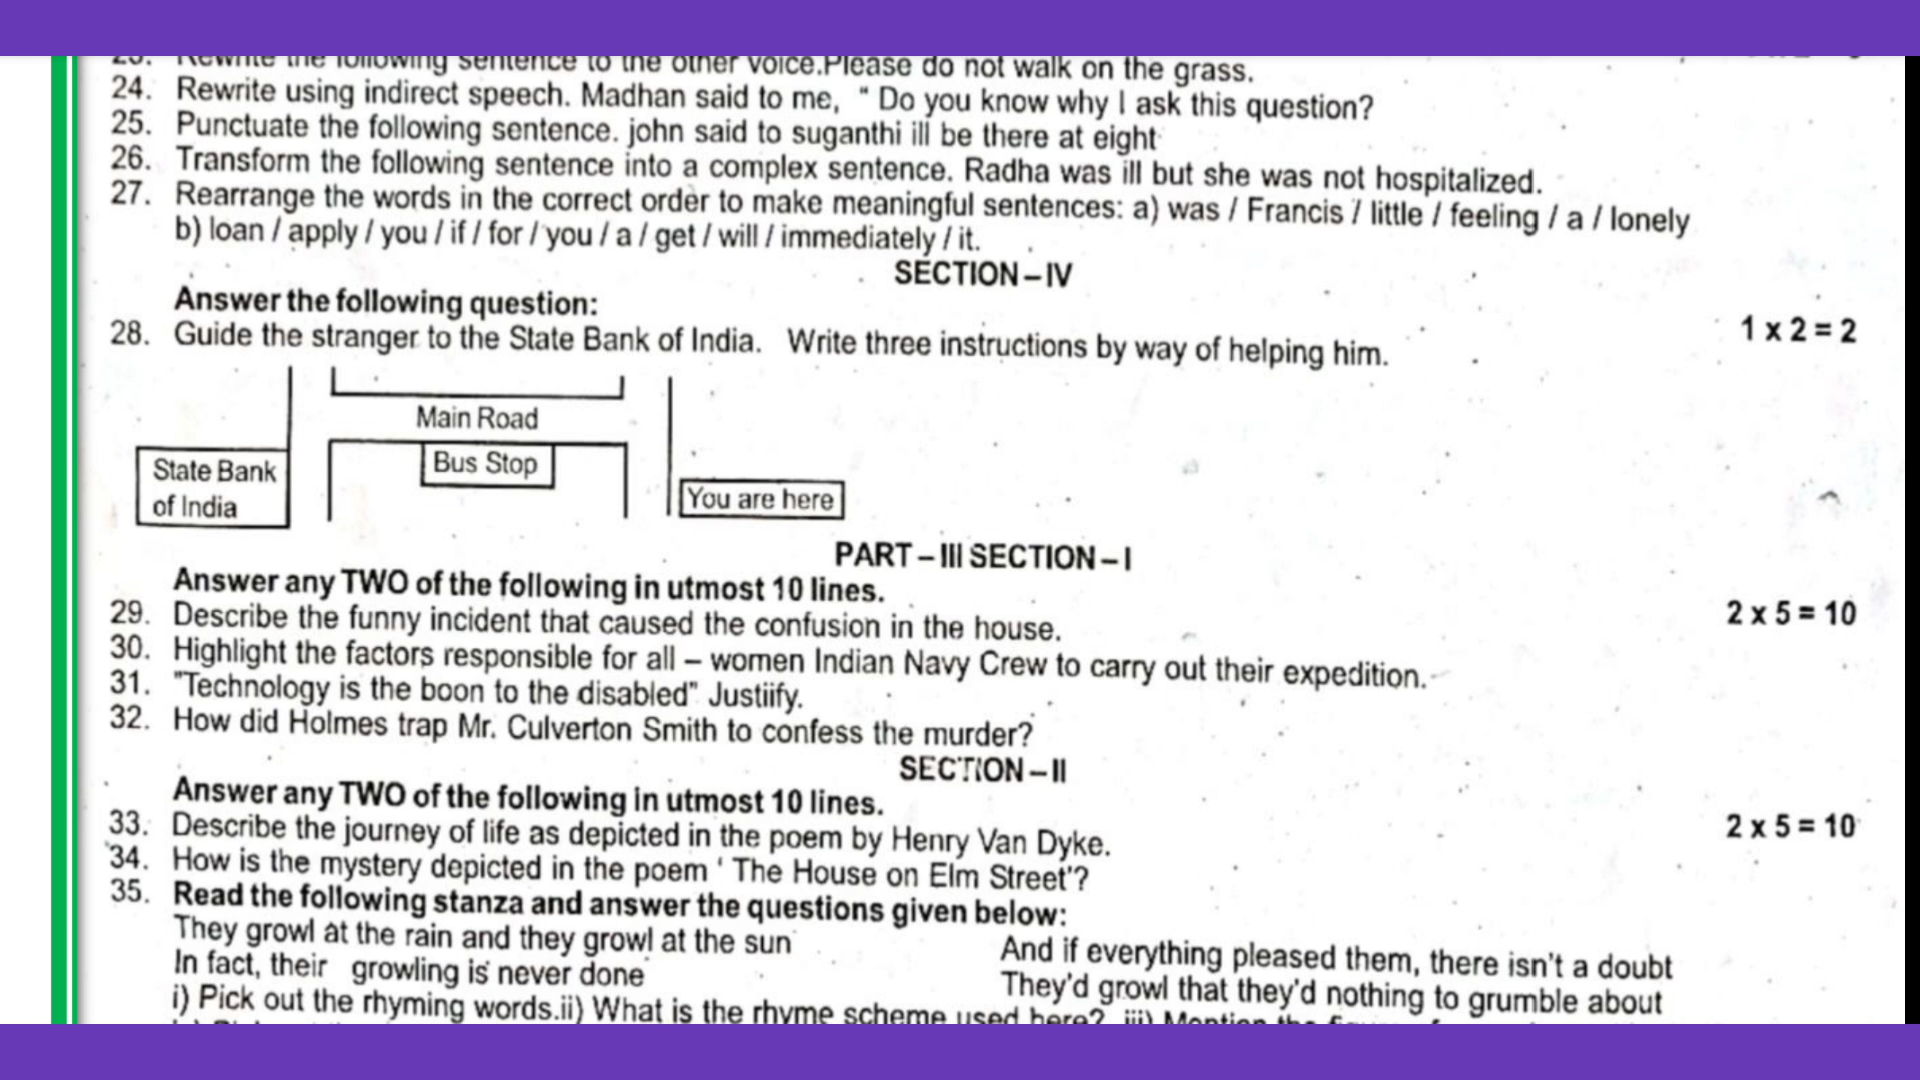 23. Rewrite the following sentence to the other voice.Please do not walk on the grass.
24. Rewrite using indirect speech. Madhan said to me, " Do you know why I ask this question?
25. Punctuate the following sentence. john said to suganthi ill be there at eight
26. Transform the following sentence into a complex sentence. Radha was ill but she was not hospitalized.
27. Rearrange the words in the correct order to make meaningful sentences: a) was / Francis / little / feeling / a / lonely
b) loan / apply / you / if / for / you / a / get / will / immediately / it.
SECTION – IV
Answer the following question:
1 x 2 = 2
28. Guide the stranger to the State Bank of India. Write three instructions by way of helping him.
Main Road
Bus Stop
State Bank
of India
You are here
PART – III SECTION – I
Answer any TWO of the following in utmost 10 lines.
2 x 5 = 10
29. Describe the funny incident that caused the confusion in the house.
30. Highlight the factors responsible for all – women Indian Navy Crew to carry out their expedition.
31. "Technology is the boon to the disabled" Justiify.
32. How did Holmes trap Mr. Culverton Smith to confess the murder?
SECTION – II
Answer any TWO of the following in utmost 10 lines.
2 x 5 = 10
33. Describe the journey of life as depicted in the poem by Henry Van Dyke.
34. How is the mystery depicted in the poem ' The House on Elm Street'?
35. Read the following stanza and answer the questions given below:
They growl at the rain and they growl at the sun
In fact, their growling is never done
And if everything pleased them, there isn't a doubt
They'd growl that they'd nothing to grumble about
i) Pick out the rhyming words.ii) What is the rhyme scheme used here? iii) Mention the